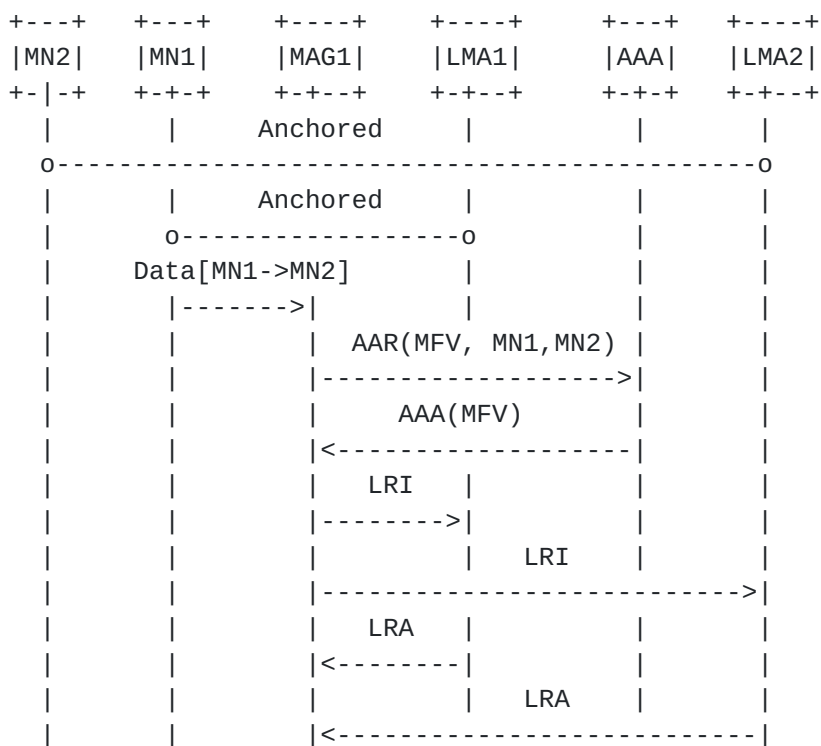 +---+   +---+    +----+    +----+     +---+   +----+
|MN2|   |MN1|    |MAG1|    |LMA1|     |AAA|   |LMA2|
+-|-+   +-+-+    +-+--+    +-+--+     +-+-+   +-+--+
  |       |     Anchored     |          |       |
  o---------------------------------------------o
  |       |     Anchored     |          |       |
  |       o------------------o          |       |
  |     Data[MN1->MN2]       |          |       |
  |       |------->|         |          |       |
  |       |        |  AAR(MFV, MN1,MN2) |       |
  |       |        |------------------->|       |
  |       |        |     AAA(MFV)       |       |
  |       |        |<-------------------|       |
  |       |        |   LRI   |          |       |
  |       |        |-------->|          |       |
  |       |        |         |   LRI    |       |
  |       |        |--------------------------->|
  |       |        |   LRA   |          |       |
  |       |        |<--------|          |       |
  |       |        |         |   LRA    |       |
  |       |        |<---------------------------|